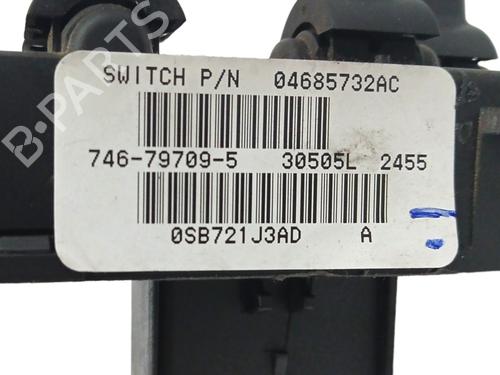 B-PARTS
SWITCH P/N 04685732AC
746-79709-5 30505L 2455
0SB721J3AD A